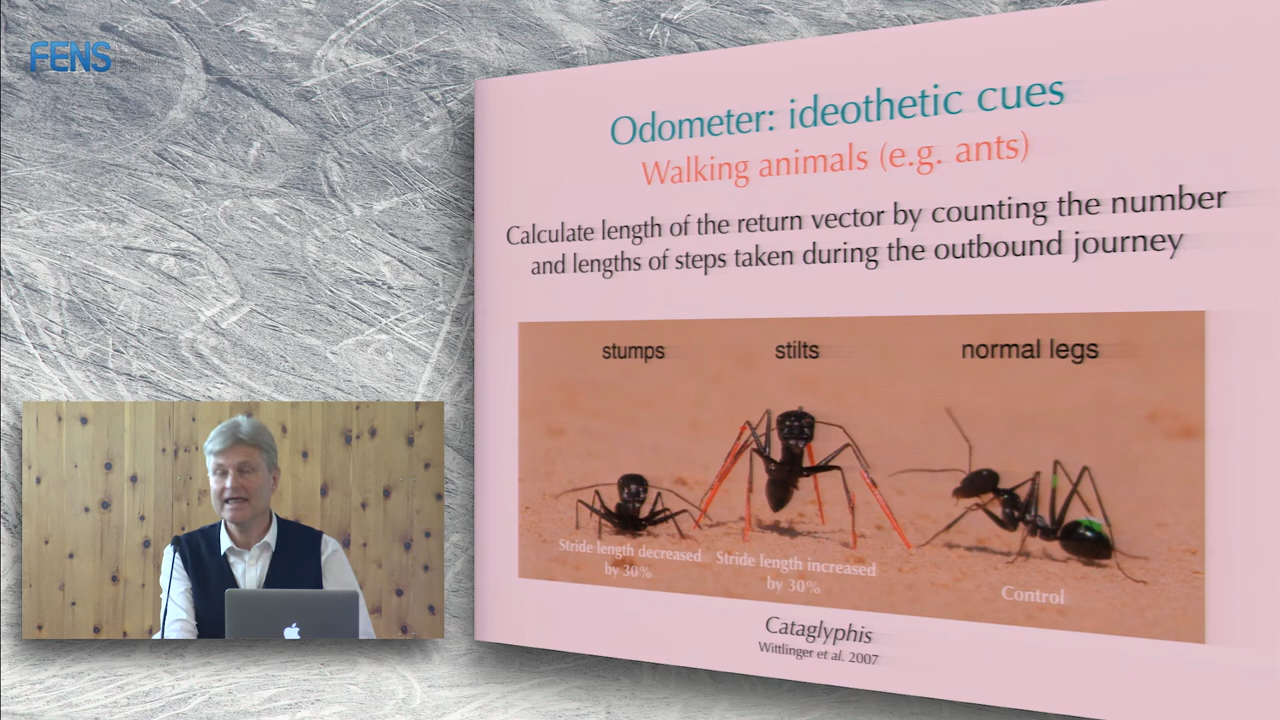 FENS
Odometer: ideothetic cues
Walking animals (e.g. ants)
Calculate length of the return vector by counting the number
and lengths of steps taken during the outbound journey
stumps
stilts
normal legs
Stride length decreased
by 30%
Stride length increased
by 30%
Control
Cataglyphis
Wittlinger et al. 2007